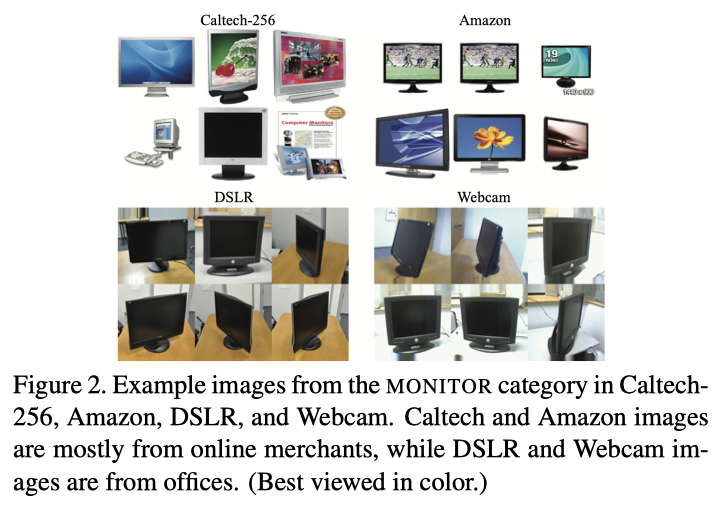 Caltech-256
Amazon
19
1440 x 900
Computer Monitors
DSLR
Webcam
Figure 2. Example images from the MONITOR category in Caltech-
256, Amazon, DSLR, and Webcam. Caltech and Amazon images
are mostly from online merchants, while DSLR and Webcam im-
ages are from offices. (Best viewed in color.)